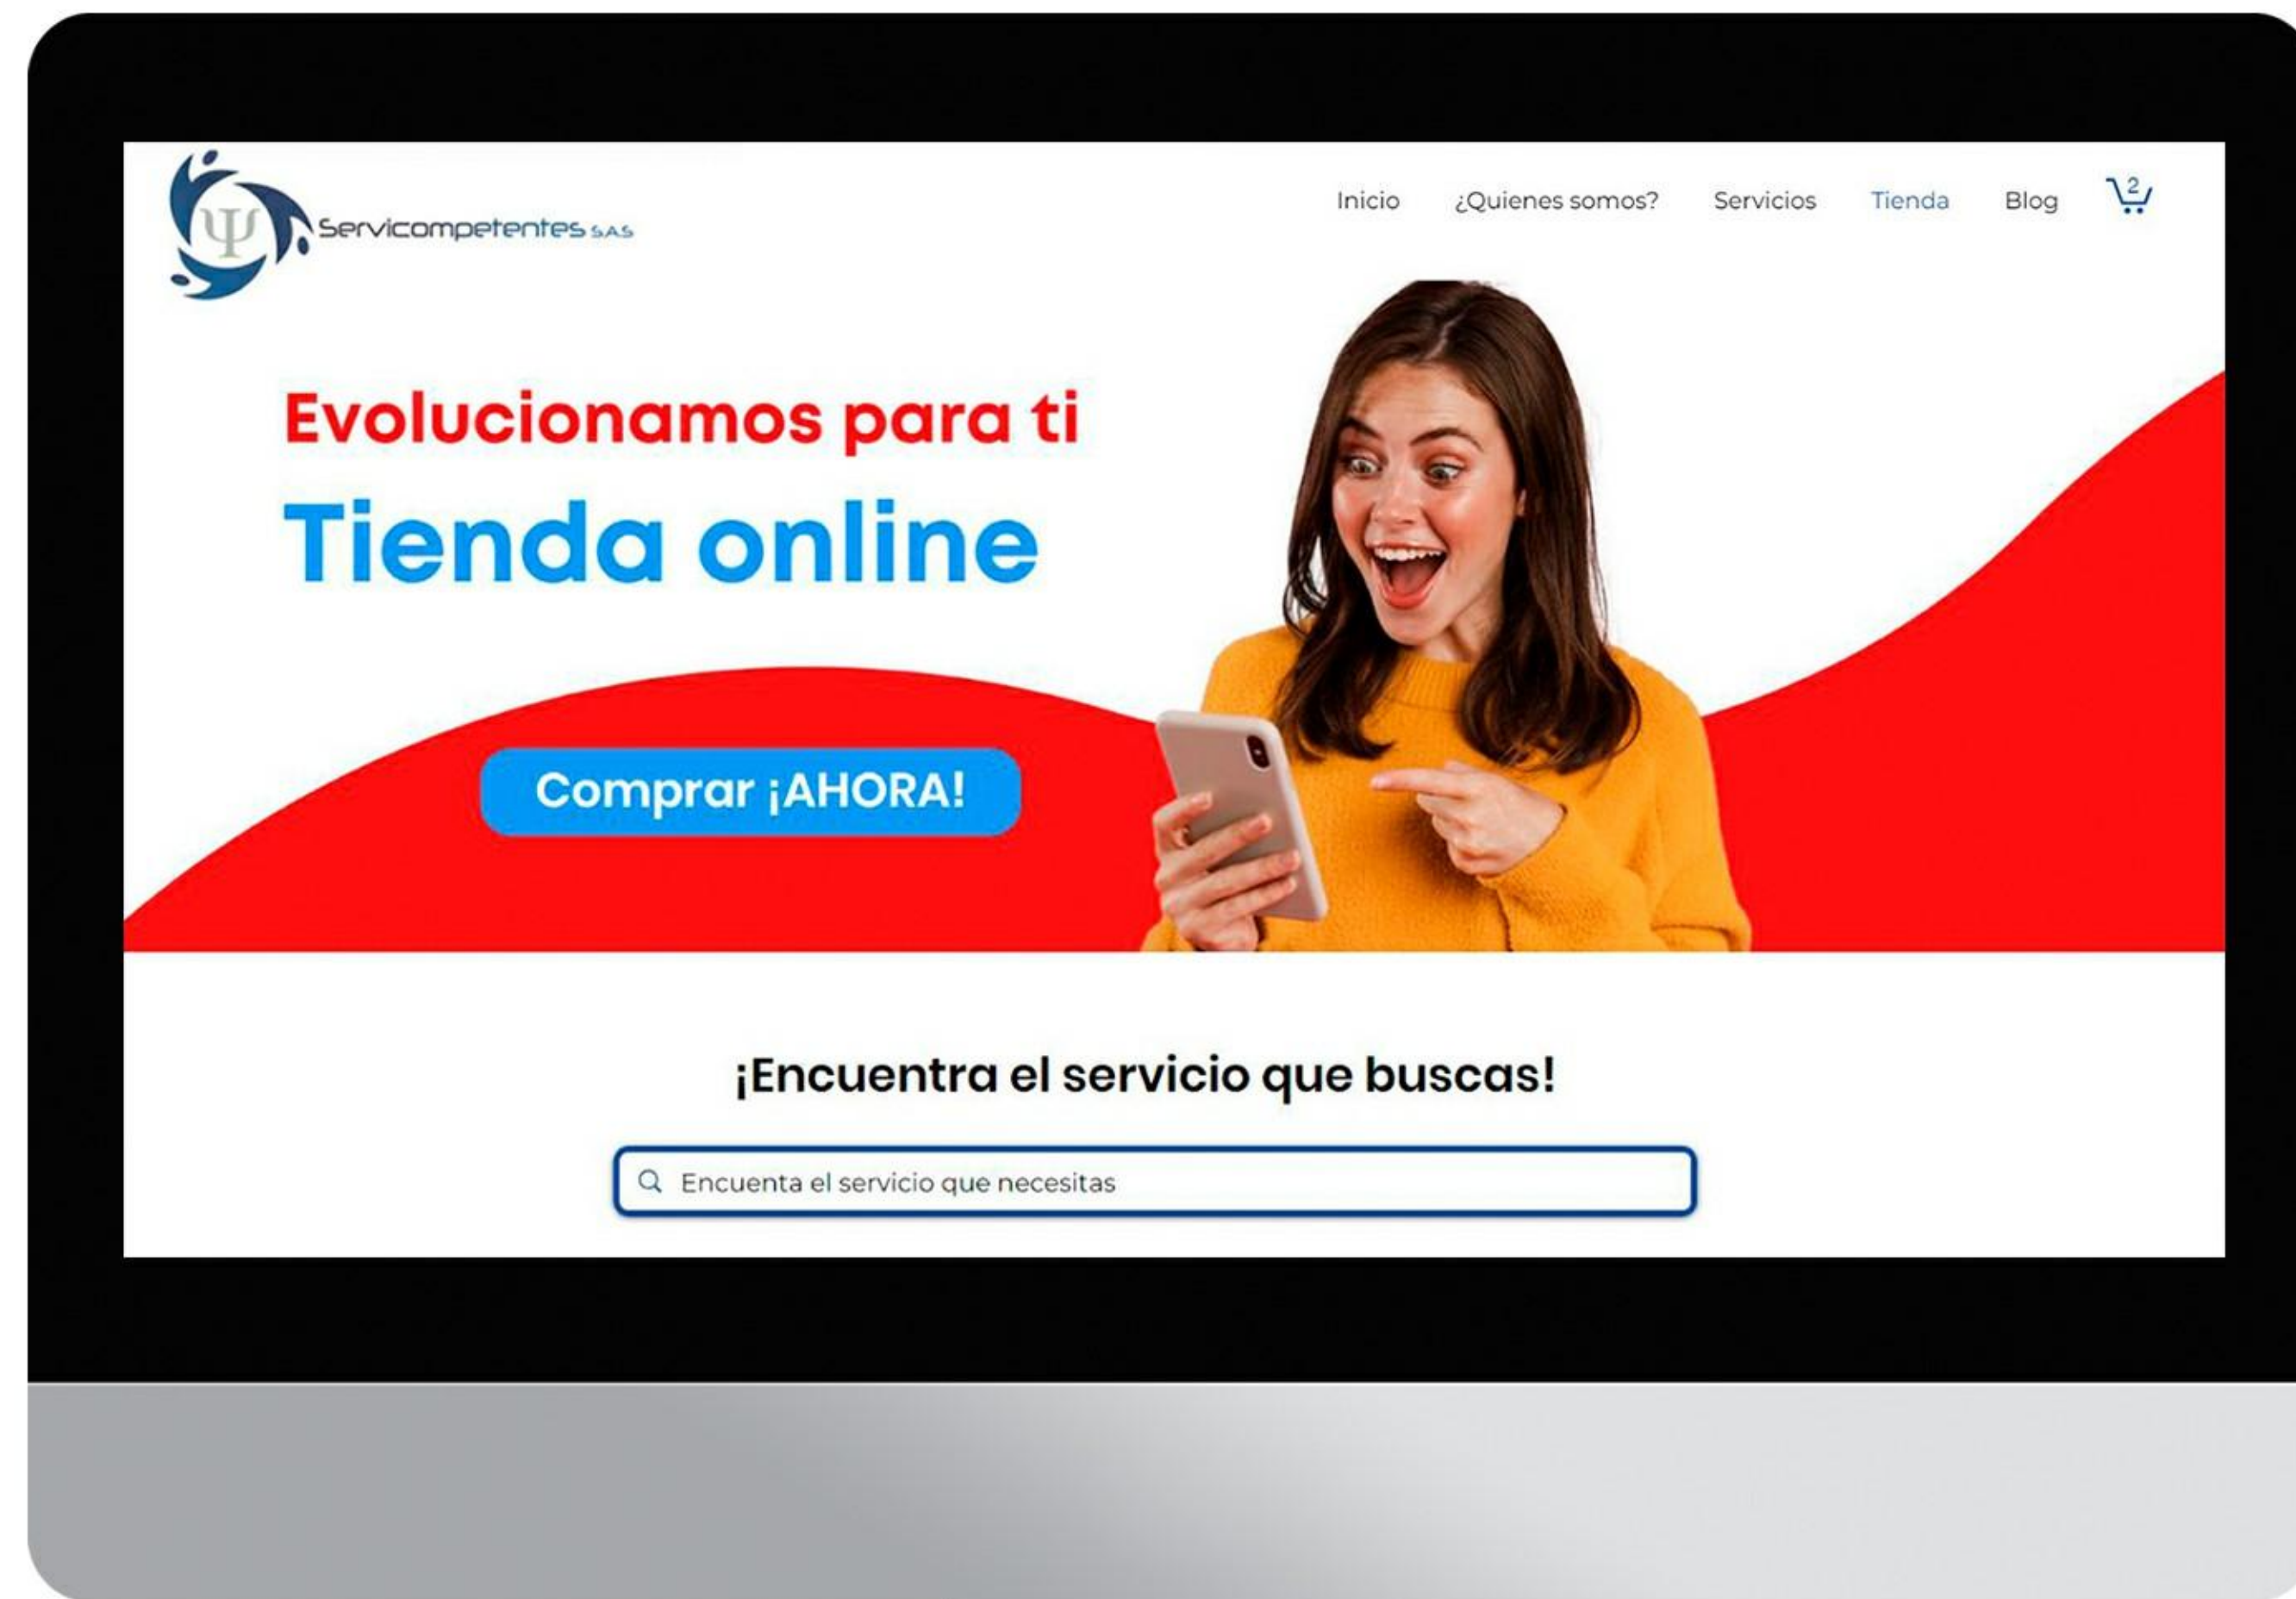 Ψ
Servicompetentes SAS
Inicio ¿Quienes somos? Servicios Tienda Blog 2
Evolucionamos para ti
Tienda online
Comprar ¡AHORA!
¡Encuentra el servicio que buscas!
Encuenta el servicio que necesitas